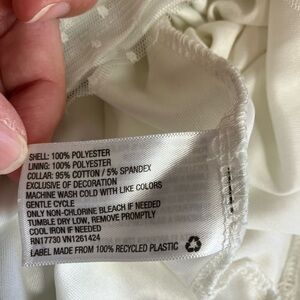 SHELL: 100% POLYESTER
LINING: 100% POLYESTER
COLLAR: 95% COTTON / 5% SPANDEX
EXCLUSIVE OF DECORATION
MACHINE WASH COLD WITH LIKE COLORS
GENTLE CYCLE
ONLY NON-CHLORINE BLEACH IF NEEDED
TUMBLE DRY LOW, REMOVE PROMPTLY
COOL IRON IF NEEDED
RN17730 VN1261424
LABEL MADE FROM 100% RECYCLED PLASTIC